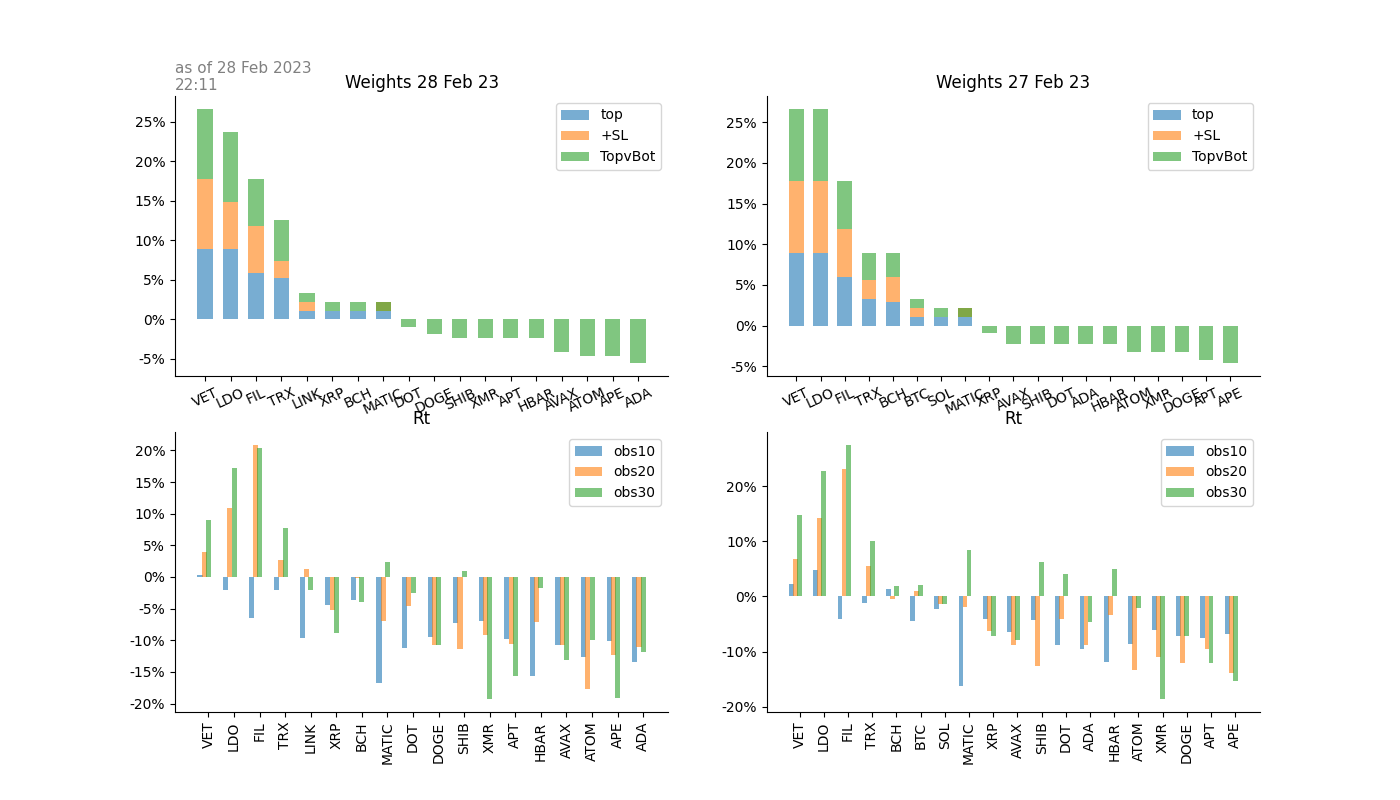 as of 28 Feb 2023
22:11
Weights 28 Feb 23
25%
20%
15%
10%
5%
0%
-5%
top
+SL
TopvBot
VET LDO FIL TRX LINK XRP BCH MATIC DOT DOGE SHIB XMR APT HBAR AVAX ATOM APE ADA
Weights 27 Feb 23
25%
20%
15%
10%
5%
0%
-5%
top
+SL
TopvBot
VET LDO FIL TRX BCH BTC SOL MATIC XRP AVAX SHIB DOT ADA HBAR ATOM XMR DOGE APT APE
Rt
20%
15%
10%
5%
0%
-5%
-10%
-15%
-20%
obs10
obs20
obs30
VET LDO FIL TRX LINK XRP BCH MATIC DOT DOGE SHIB XMR APT HBAR AVAX ATOM APE ADA
Rt
20%
10%
0%
-10%
-20%
obs10
obs20
obs30
VET LDO FIL TRX BCH BTC SOL MATIC XRP AVAX SHIB DOT ADA HBAR ATOM XMR DOGE APT APE